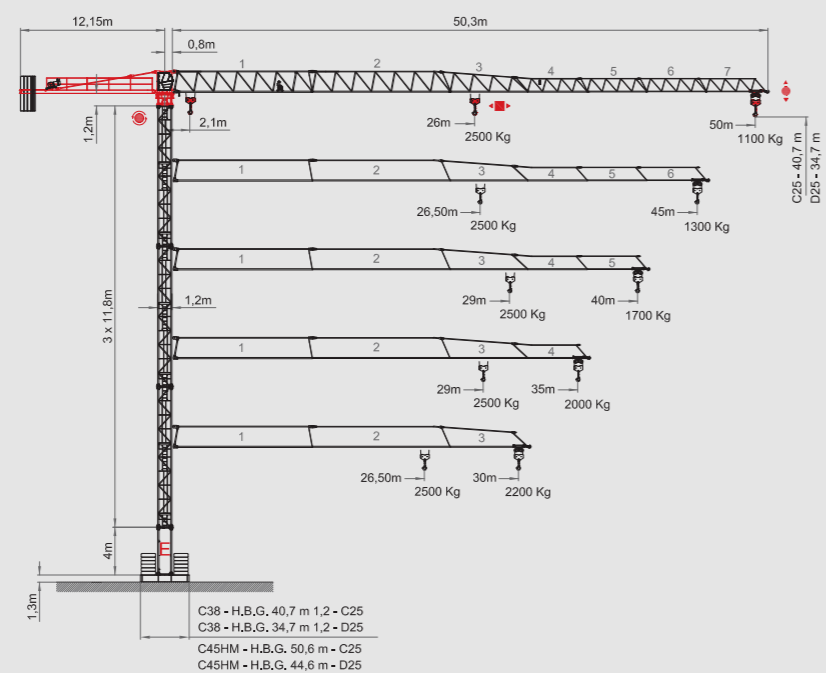 12,15m
50,3m
0,8m
1
2
3
4
5
6
7
1,2m
2,1m
26m
2500 Kg
50m
1100 Kg
C25 - 40,7 m
D25 - 34,7 m
1
2
3
4
5
6
26,50m
2500 Kg
45m
1300 Kg
1
2
3
4
5
3 x 11,8m
1,2m
29m
2500 Kg
40m
1700 Kg
1
2
3
4
29m
2500 Kg
35m
2000 Kg
1
2
3
26,50m
2500 Kg
30m
2200 Kg
4m
1,3m
C38 - H.B.G. 40,7 m 1,2 - C25
C38 - H.B.G. 34,7 m 1,2 - D25
C45HM - H.B.G. 50,6 m - C25
C45HM - H.B.G. 44,6 m - D25